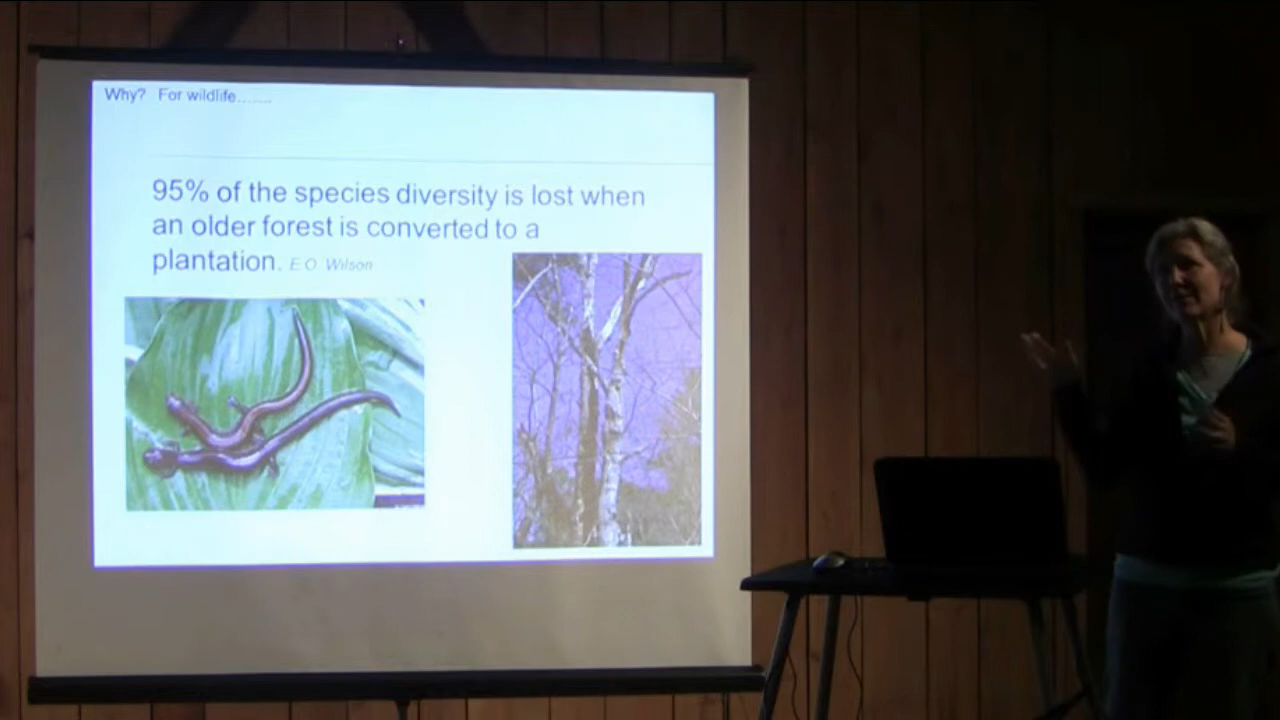 Why? For wildlife.......
95% of the species diversity is lost when
an older forest is converted to a
plantation. E.O. Wilson